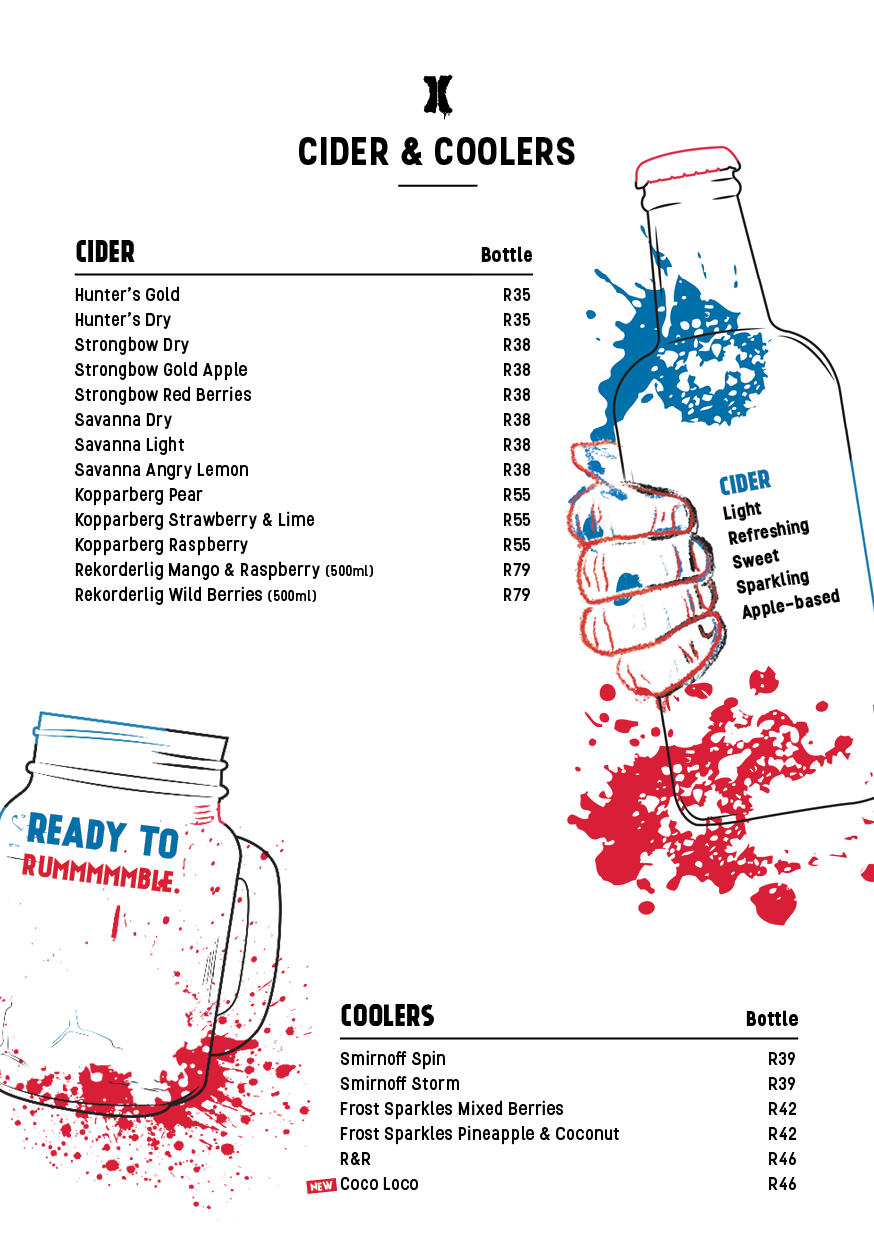 CIDER & COOLERS
CIDER Bottle
Hunter's Gold R35
Hunter's Dry R35
Strongbow Dry R38
Strongbow Gold Apple R38
Strongbow Red Berries R38
Savanna Dry R38
Savanna Light R38
Savanna Angry Lemon R38
Kopparberg Pear R55
Kopparberg Strawberry & Lime R55
Kopparberg Raspberry R55
Rekorderlig Mango & Raspberry (500ml) R79
Rekorderlig Wild Berries (500ml) R79
CIDER
Light
Refreshing
Sweet
Sparkling
Apple-based
READY TO
RUMMMMMBLE.
COOLERS Bottle
Smirnoff Spin R39
Smirnoff Storm R39
Frost Sparkles Mixed Berries R42
Frost Sparkles Pineapple & Coconut R42
R&R R46
NEW Coco Loco R46